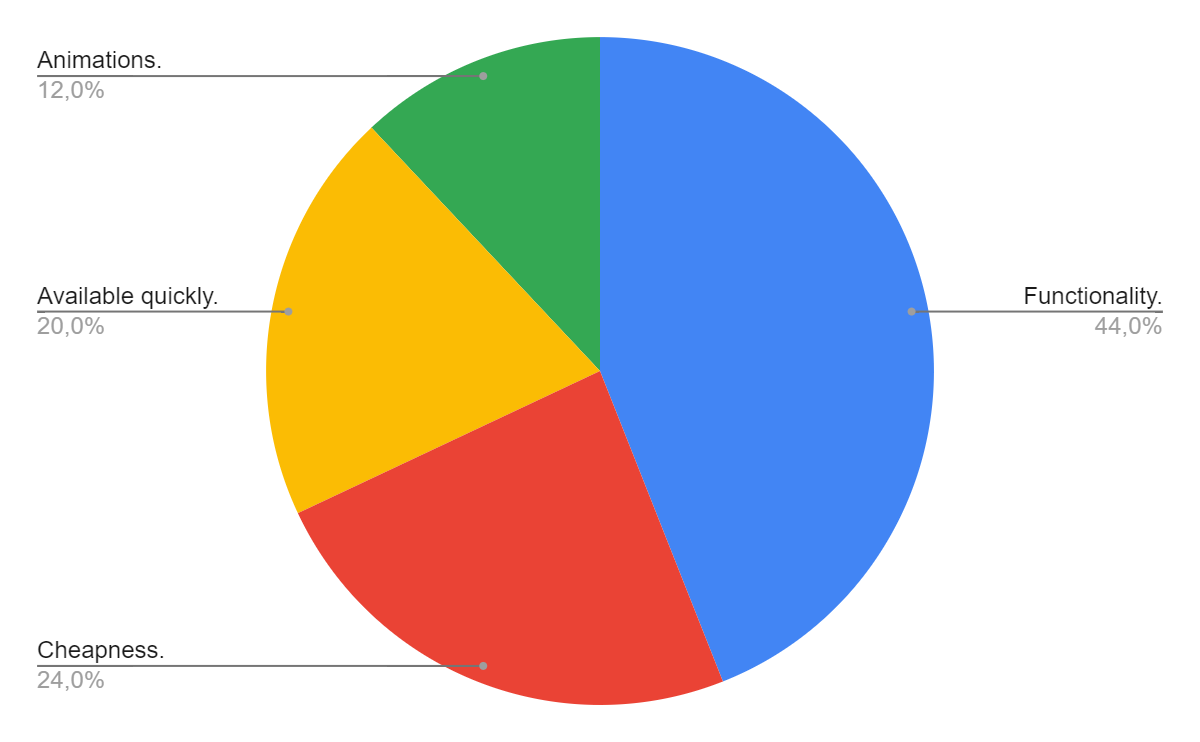 Animations.
12,0%
Available quickly.
20,0%
Functionality.
44,0%
Cheapness.
24,0%